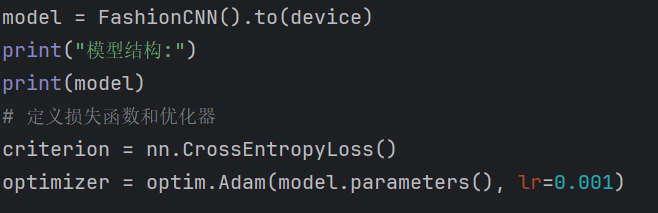 model = FashionCNN().to(device)
print("模型结构:")
print(model)
# 定义损失函数和优化器
criterion = nn.CrossEntropyLoss()
optimizer = optim.Adam(model.parameters(), lr=0.001)